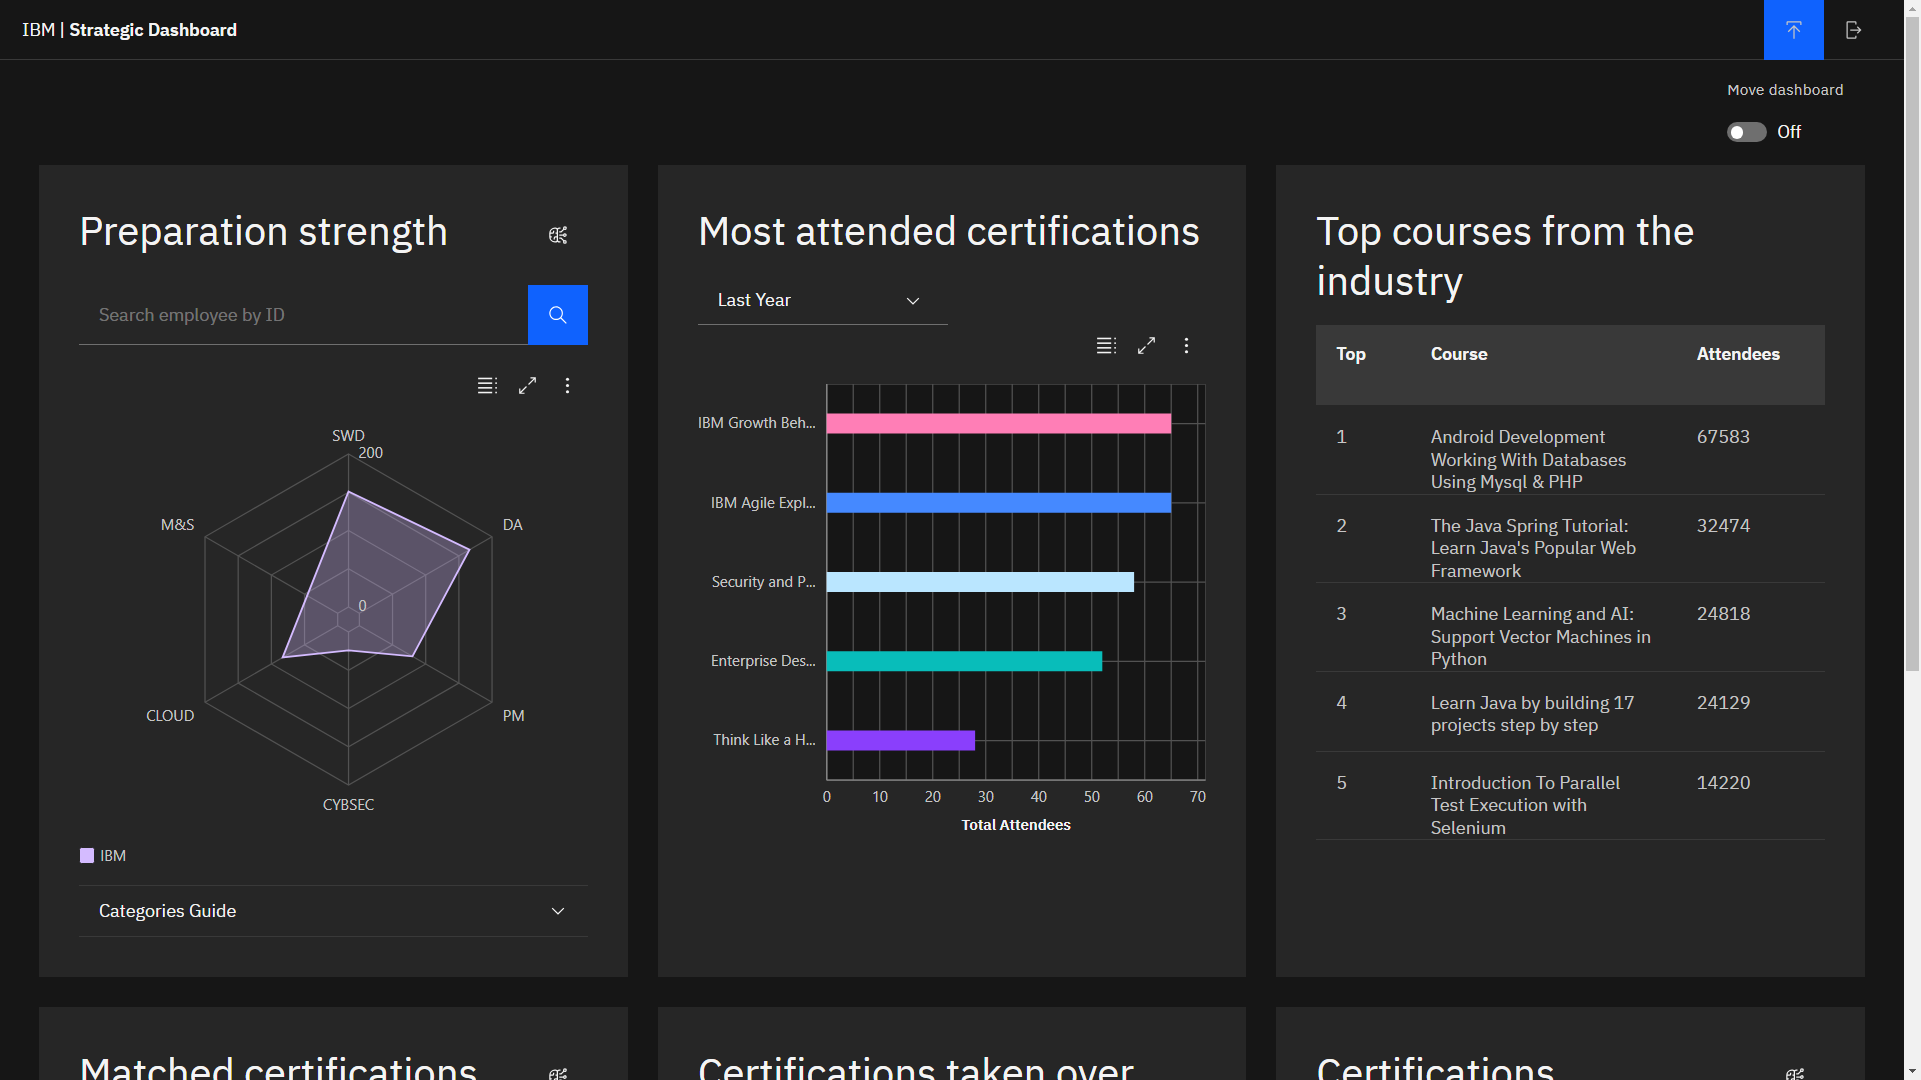 IBM | Strategic Dashboard
Move dashboard
Off
Preparation strength
Search employee by ID
SWD
200
M&S
DA
0
CLOUD
PM
CYBSEC
IBM
Categories Guide
Most attended certifications
Last Year
IBM Growth Beh...
IBM Agile Expl...
Security and P...
Enterprise Des...
Think Like a H...
0 10 20 30 40 50 60 70
Total Attendees
Top courses from the
industry
Top Course Attendees
1 Android Development 67583
Working With Databases
Using Mysql & PHP
2 The Java Spring Tutorial: 32474
Learn Java's Popular Web
Framework
3 Machine Learning and AI: 24818
Support Vector Machines in
Python
4 Learn Java by building 17 24129
projects step by step
5 Introduction To Parallel 14220
Test Execution with
Selenium
Matched certifications
Certifications taken over
Certifications